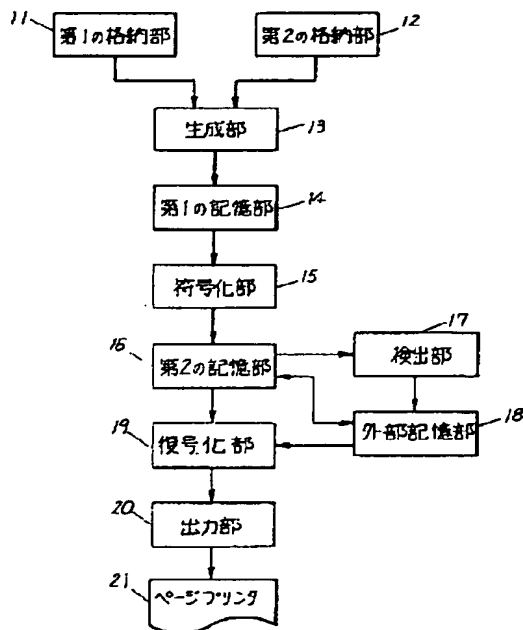 11 第1の格納部
第2の格納部 12
生成部 13
第1の記憶部 14
符号化部 15
16 第2の記憶部
17
検出部
外部記憶部 18
19 復号化部
20 出力部
21 ページプリンタ